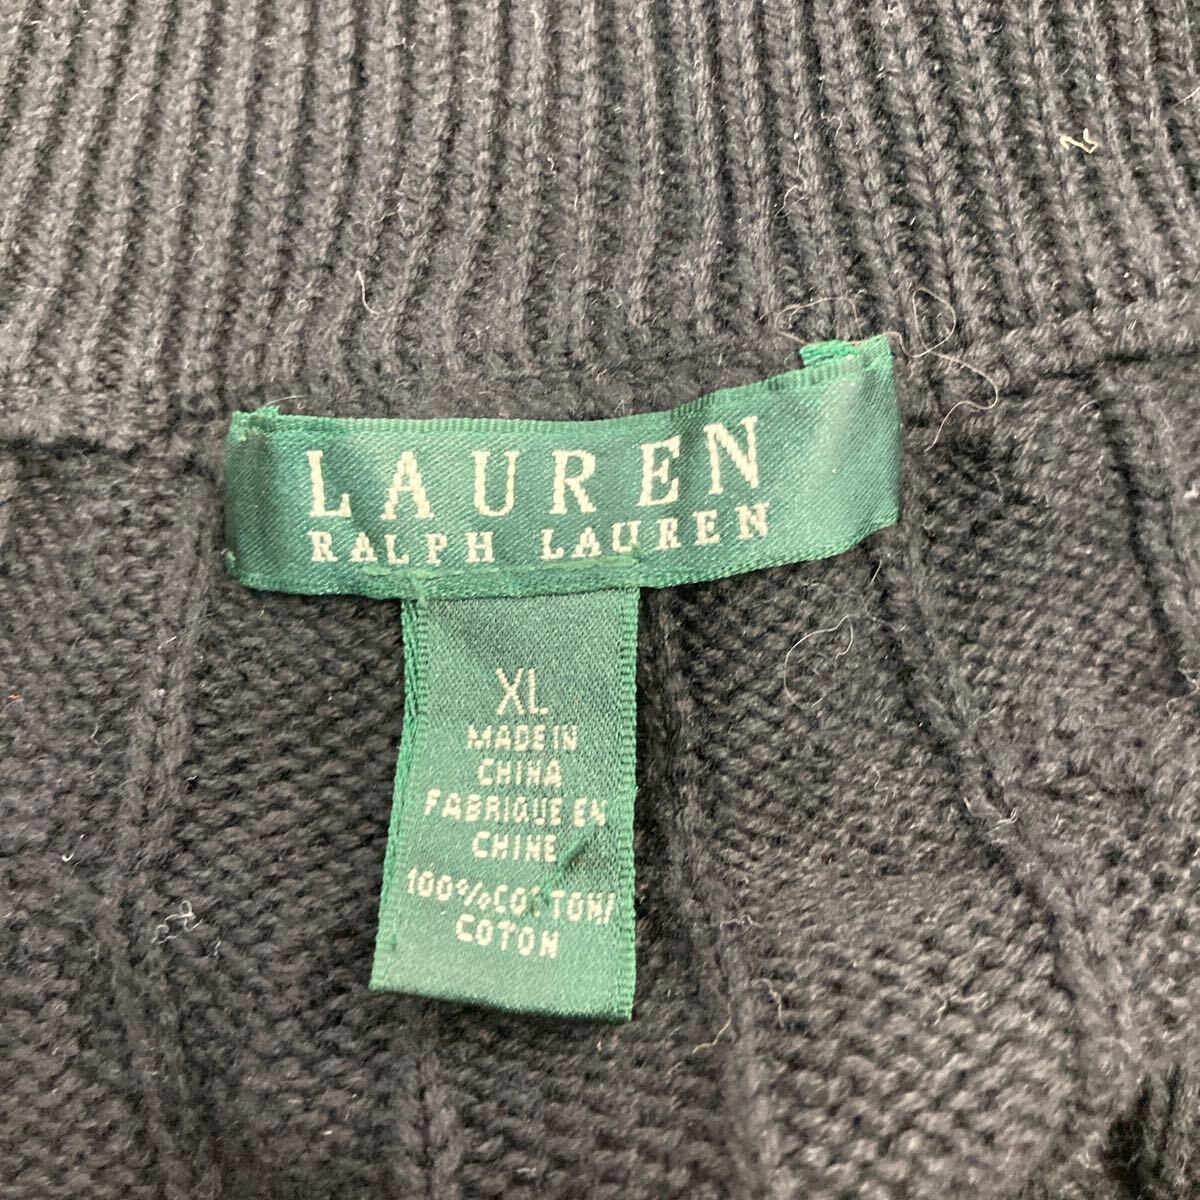 LAUREN
RALPH LAUREN
XL
MADE IN
CHINA
FABRIQUE EN
CHINE
100% COTTON/
COTON